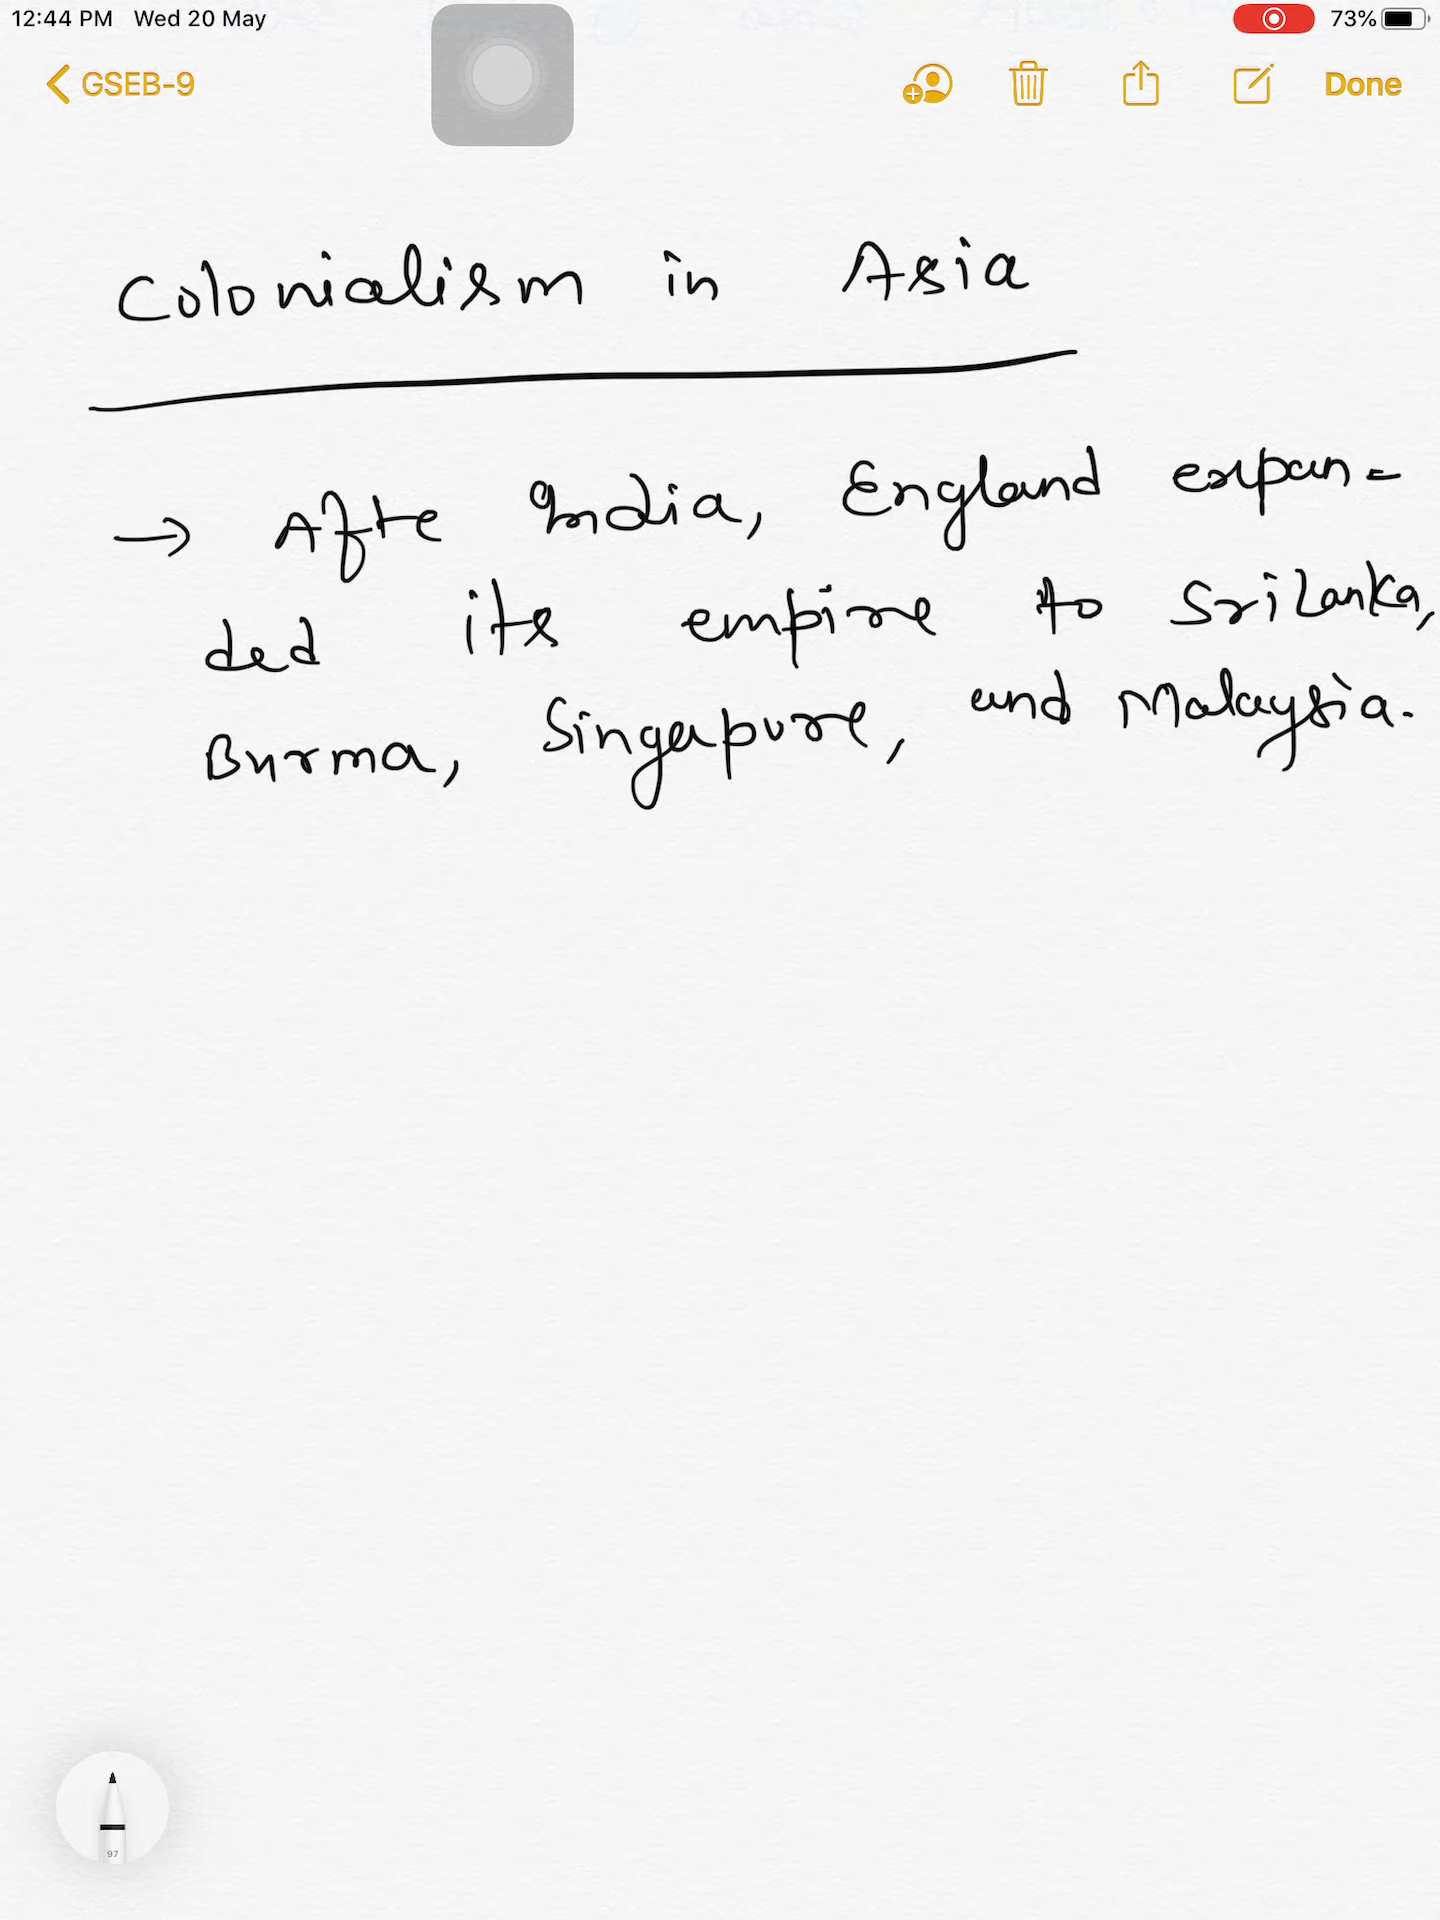 12:44 PM Wed 20 May 73%
GSEB-9 Done
Colonialism in Asia
→ Afte India, England expan-
ded its empire to Srilanka,
Burma, Singapore, and Malaysia.
97